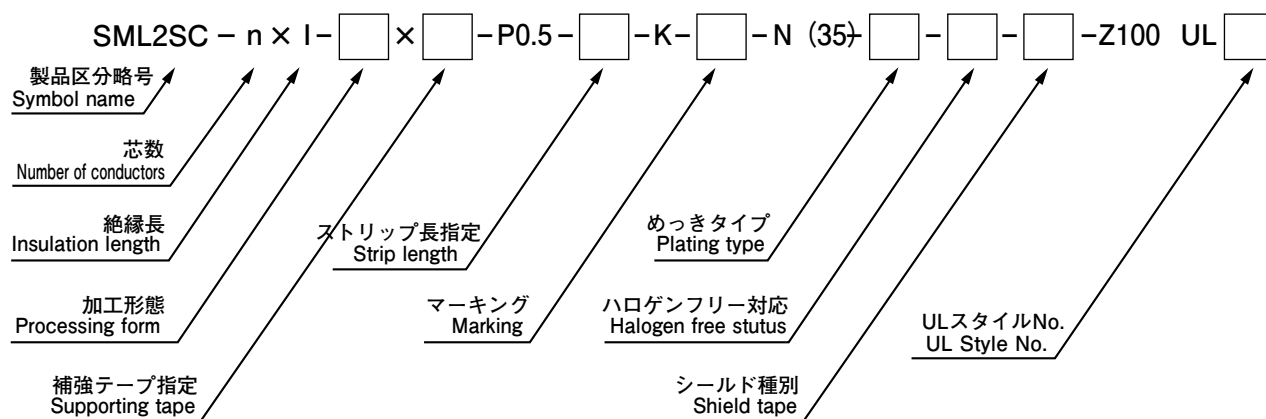 SML2SC - n × I - □ × □ - P0.5 - □ - K - □ - N (35) - □ - □ - □ - Z100 UL □
製品区分略号
Symbol name
芯数
Number of conductors
絶縁長
Insulation length
ストリップ長指定
Strip length
めっきタイプ
Plating type
加工形態
Processing form
マーキング
Marking
ハロゲンフリー対応
Halogen free stutus
ULスタイルNo.
UL Style No.
補強テープ指定
Supporting tape
シールド種別
Shield tape